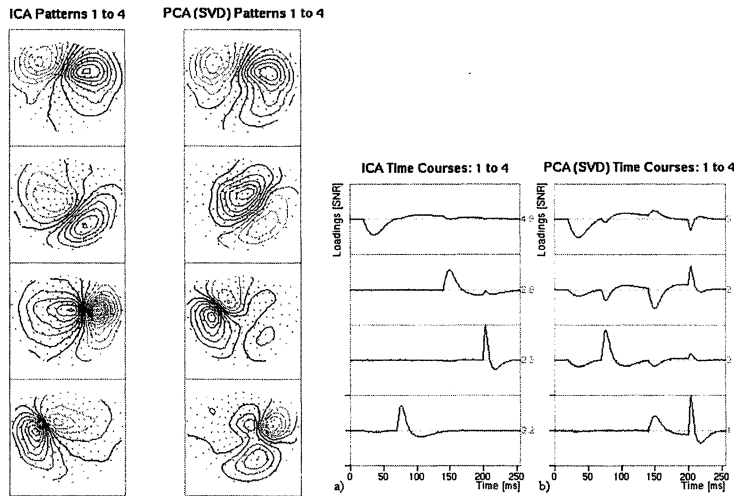 ICA Patterns 1 to 4
PCA (SVD) Patterns 1 to 4
ICA Time Courses: 1 to 4
PCA (SVD) Time Courses: 1 to 4
Loadings [SNR]
Loadings [SNR]
4.9
2.8
2.2
0 50 100 150 200 250
0 50 100 150 200 250
a)
Time [ms]
b)
Time [ms]